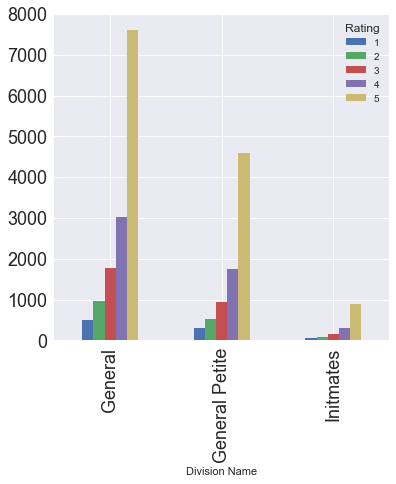 8000
7000
6000
5000
4000
3000
2000
1000
0
Rating
1
2
3
4
5
General
General Petite
Initmates
Division Name